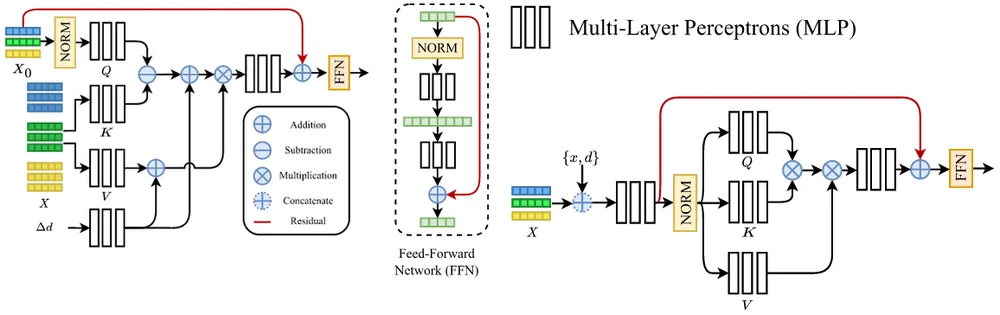 X₀
NORM
Q
K
V
X
Δd
FFN
Addition
Subtraction
Multiplication
Concatenate
Residual
NORM
Feed-Forward
Network (FFN)
Multi-Layer Perceptrons (MLP)
{x, d}
X
NORM
Q
K
V
FFN